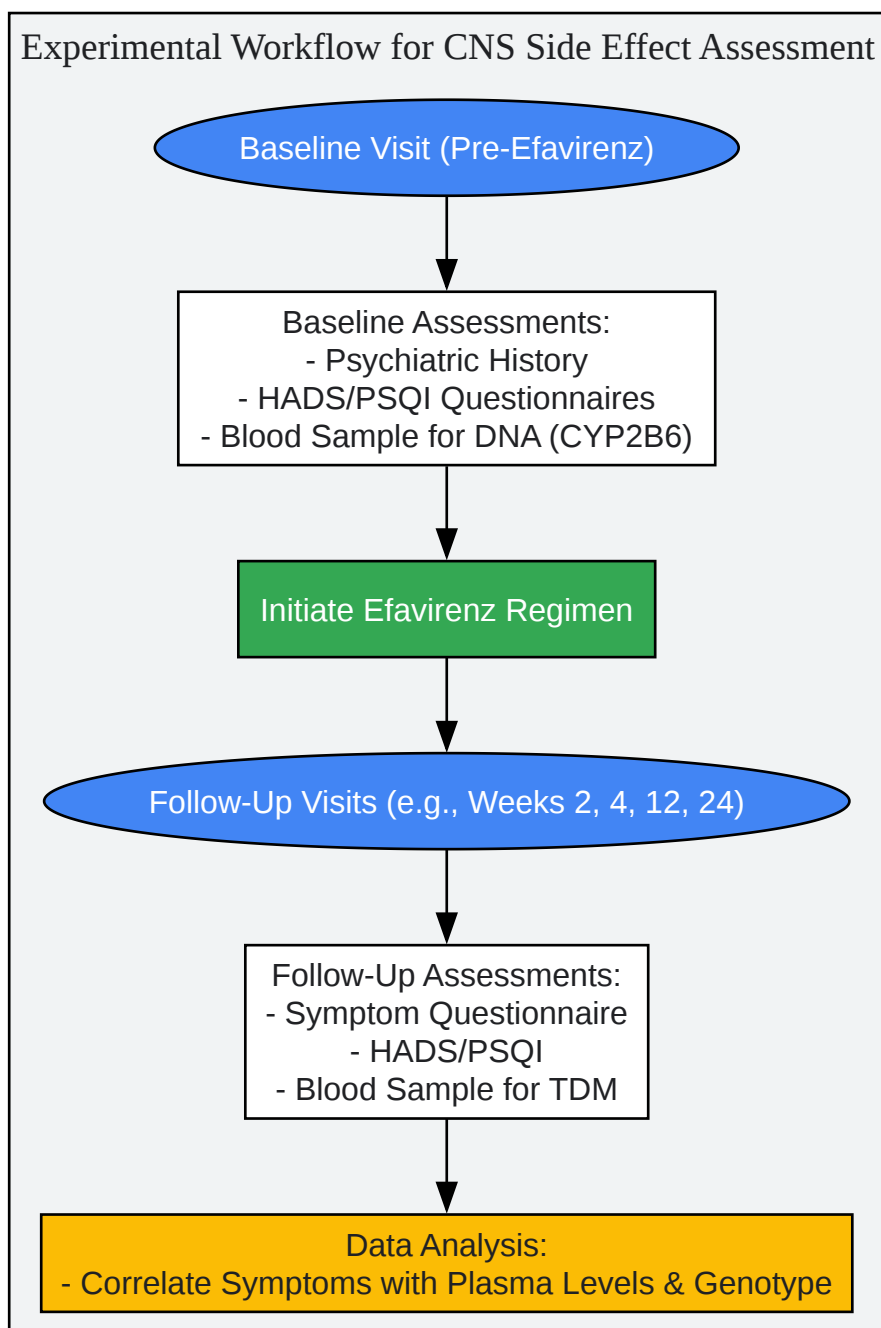 Experimental Workflow for CNS Side Effect Assessment
Baseline Visit (Pre-Efavirenz)
Baseline Assessments:
- Psychiatric History
- HADS/PSQI Questionnaires
- Blood Sample for DNA (CYP2B6)
Initiate Efavirenz Regimen
Follow-Up Visits (e.g., Weeks 2, 4, 12, 24)
Follow-Up Assessments:
- Symptom Questionnaire
- HADS/PSQI
- Blood Sample for TDM
Data Analysis:
- Correlate Symptoms with Plasma Levels & Genotype